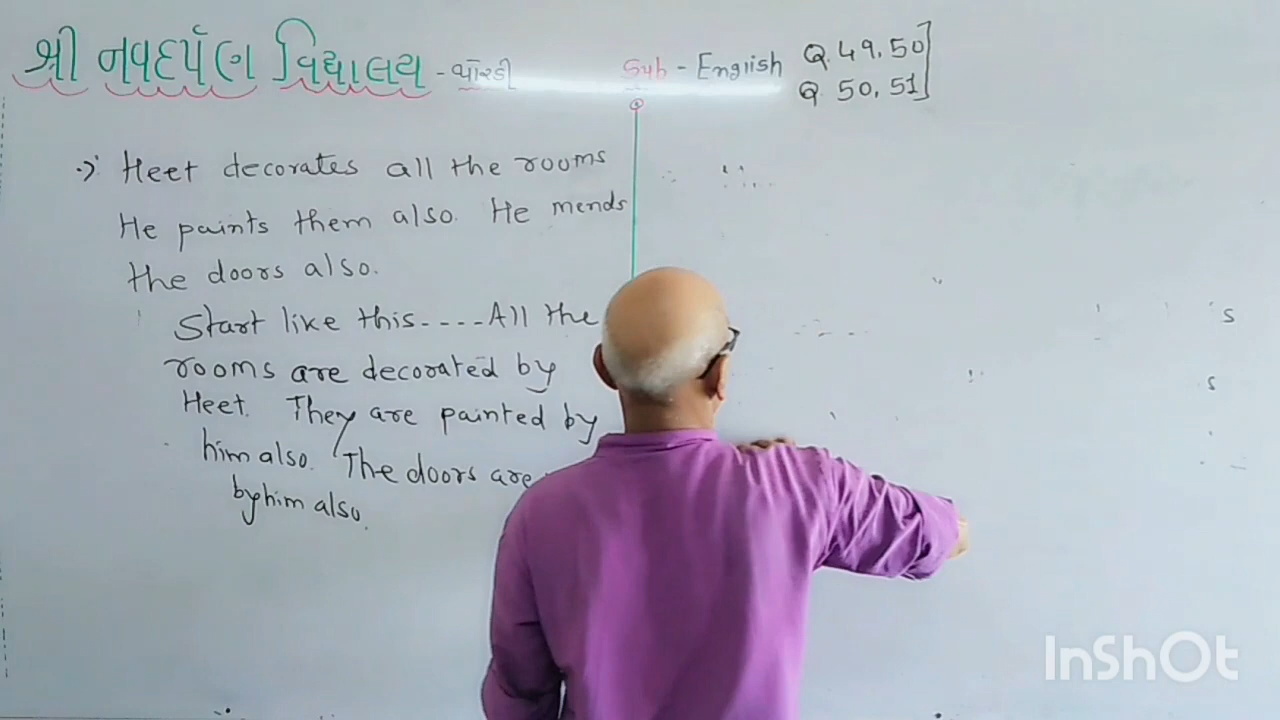 શ્રી નવદર્પણ વિદ્યાલય - થોરડી
Sub - English
Q. 49, 50
Q. 50, 51
Heet decorates all the rooms
He paints them also. He mends
the doors also.
Start like this....All the
rooms are decorated by
Heet. They are painted by
him also. The doors are
by him also.
InShOt